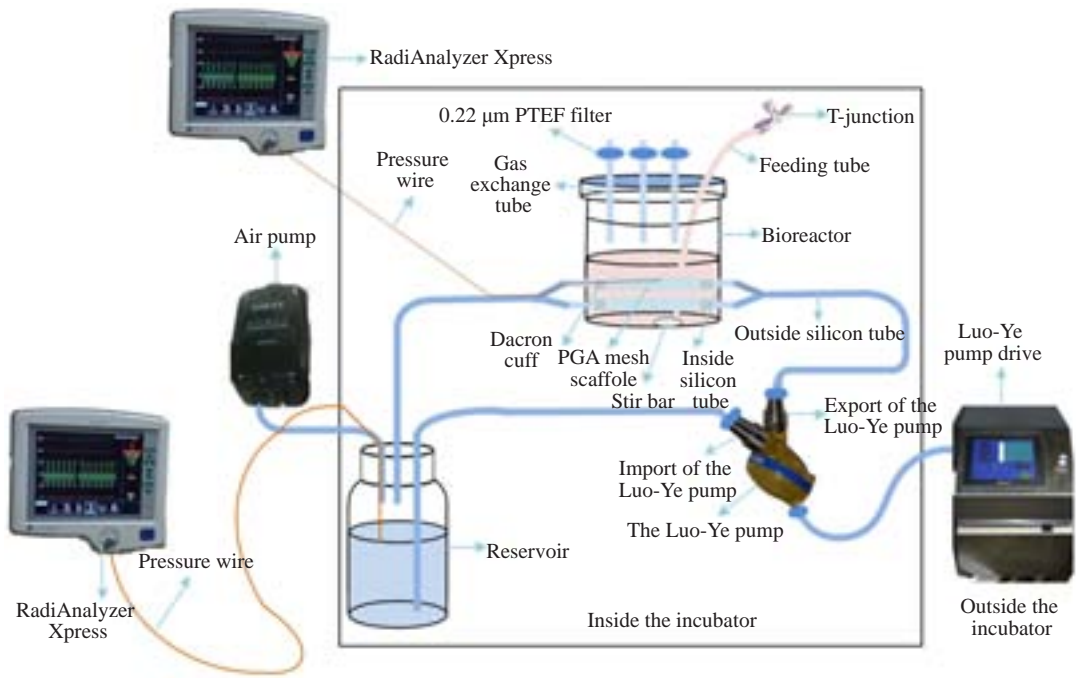 RadiAnalyzer Xpress
0.22 μm PTEF filter
T-junction
Pressure
wire
Gas
exchange
tube
Feeding tube
Air pump
Bioreactor
Outside silicon tube
Luo-Ye
pump drive
Dacron
cuff
PGA mesh
scaffole
Inside
silicon
tube
Stir bar
Export of the
Luo-Ye pump
Import of the
Luo-Ye pump
The Luo-Ye pump
Reservoir
Pressure wire
RadiAnalyzer
Xpress
Inside the incubator
Outside the
incubator